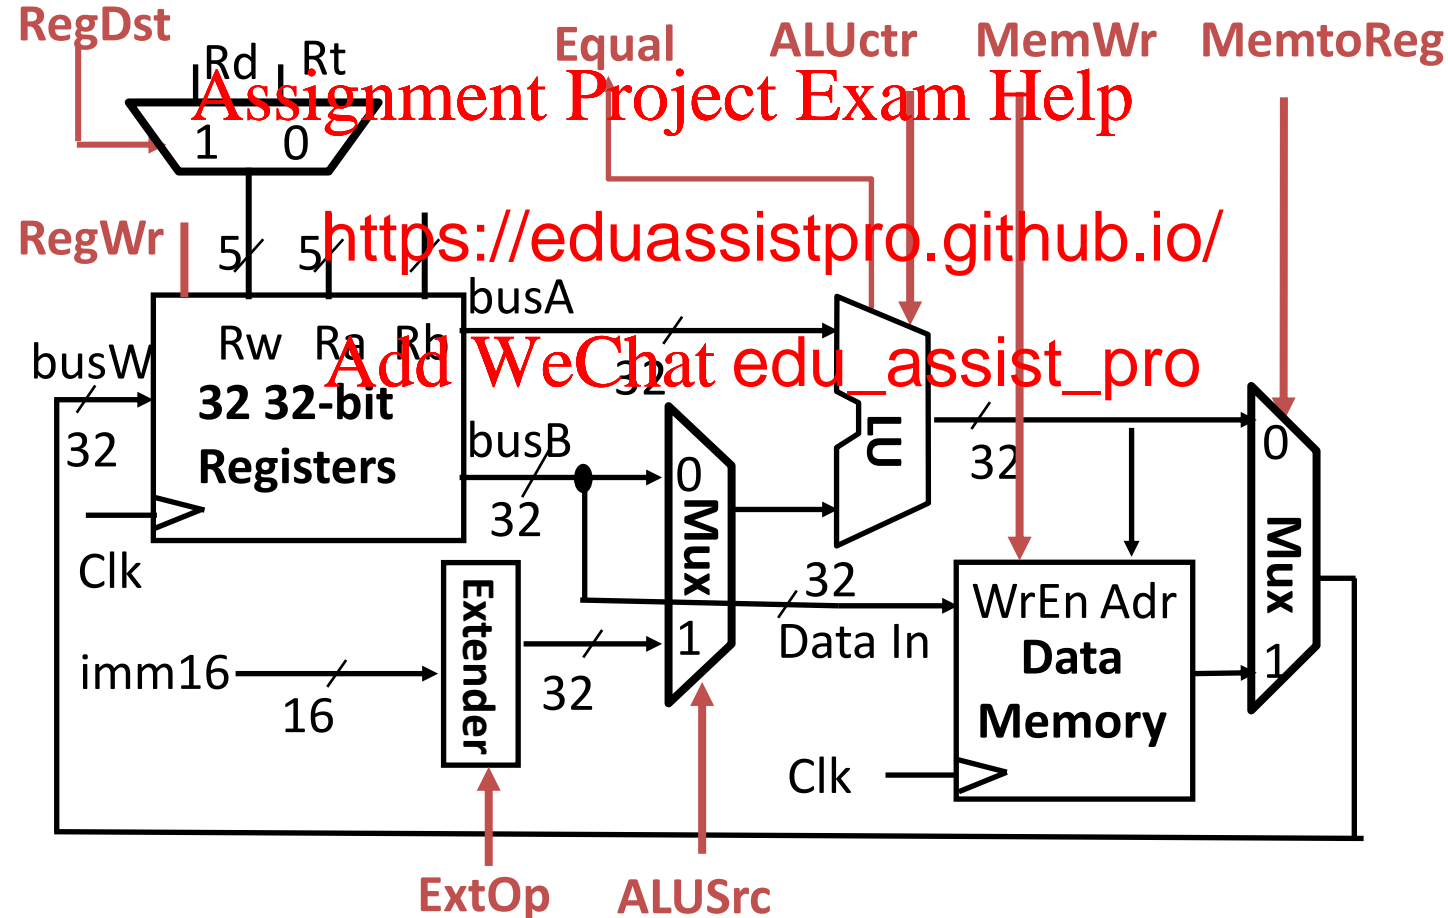 RegDst
Equal ALUctr MemWr MemtoReg
Rd Rt
Assignment Project Exam Help
1 0
RegWr
5 5
https://eduassistpro.github.io/
busA
Rw Ra Rb
busW
Add WeChat edu_assist_pro
32
32 32-bit
Registers
32
busB
32
LU
32
0
Mux
1
0
Mux
1
Clk
Extender
32
WrEn Adr
Data In
Data
Memory
imm16
16
32
Clk
ExtOp ALUSrc